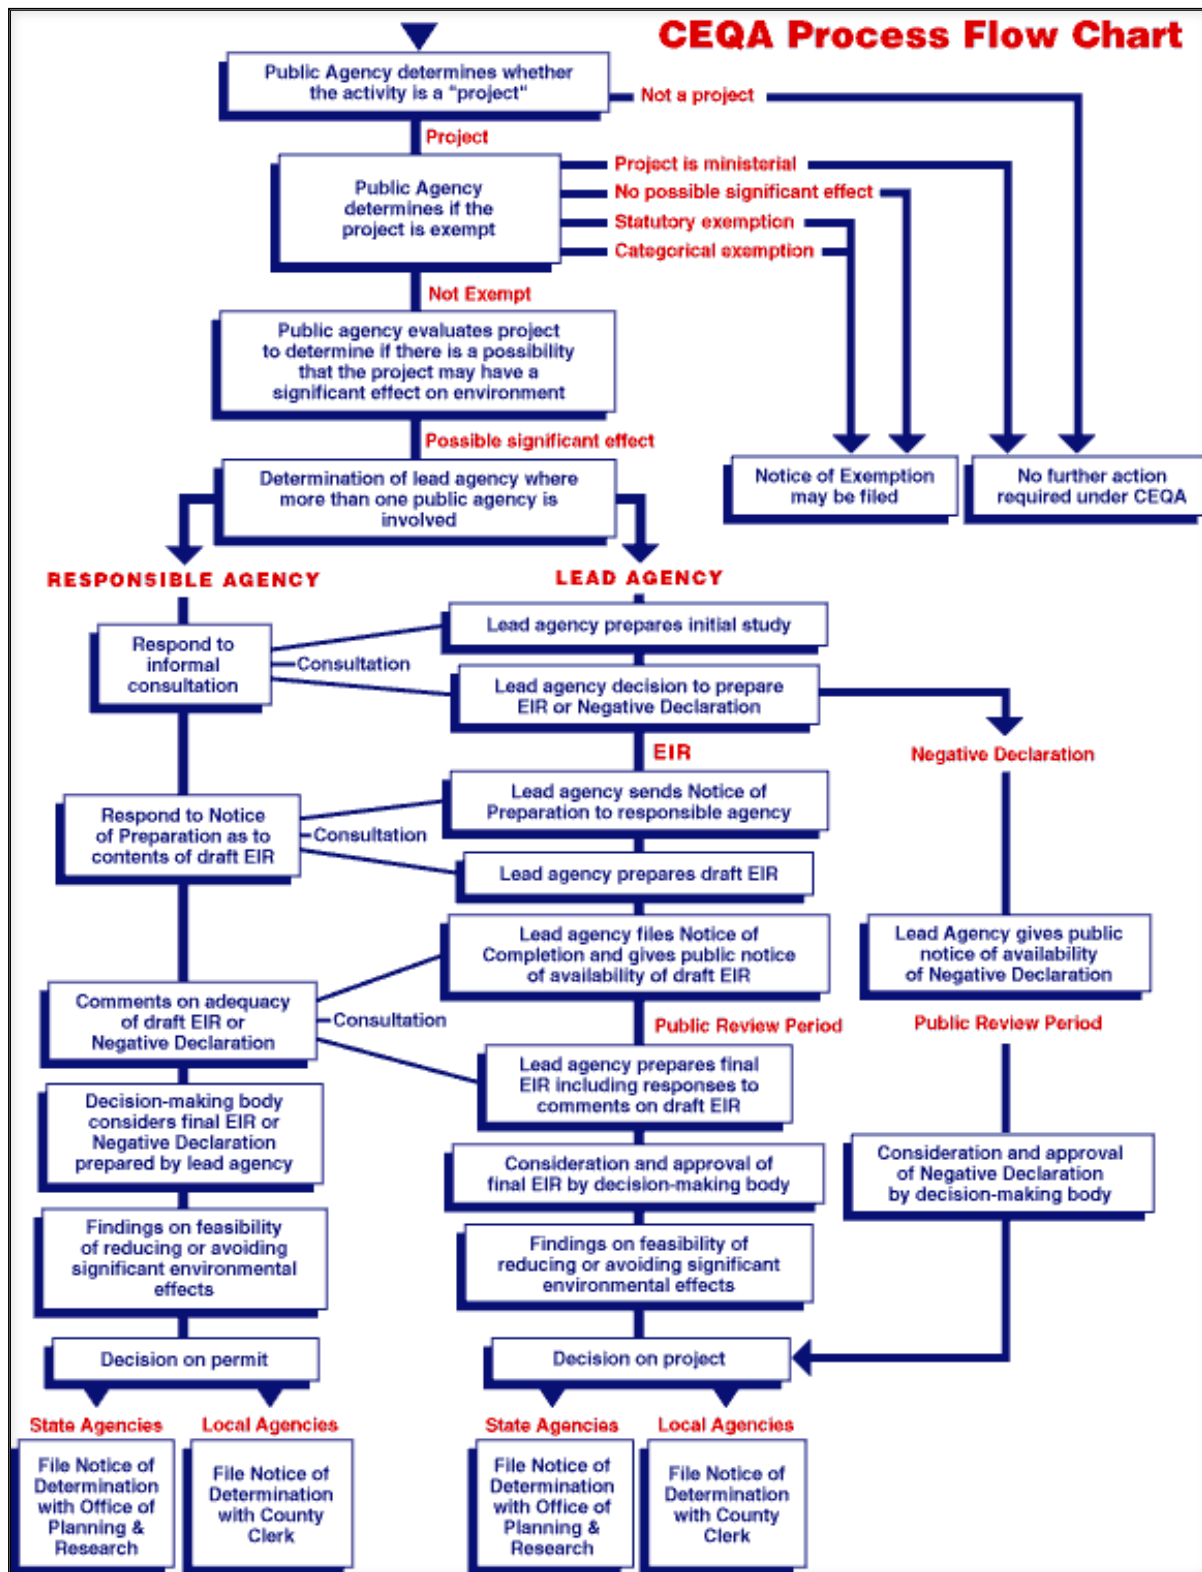 CEQA Process Flow Chart
Public Agency determines whether
the activity is a "project"
Not a project
Project
Public Agency
determines if the
project is exempt
Project is ministerial
No possible significant effect
Statutory exemption
Categorical exemption
Not Exempt
Public agency evaluates project
to determine if there is a possibility
that the project may have a
significant effect on environment
Possible significant effect
Determination of lead agency where
more than one public agency is
involved
Notice of Exemption
may be filed
No further action
required under CEQA
RESPONSIBLE AGENCY
LEAD AGENCY
Respond to
informal
consultation
Consultation
Lead agency prepares initial study
Lead agency decision to prepare
EIR or Negative Declaration
EIR
Negative Declaration
Respond to Notice
of Preparation as to
contents of draft EIR
Consultation
Lead agency sends Notice of
Preparation to responsible agency
Lead agency prepares draft EIR
Lead agency files Notice of
Completion and gives public notice
of availability of draft EIR
Lead Agency gives public
notice of availability
of Negative Declaration
Comments on adequacy
of draft EIR or
Negative Declaration
Consultation
Public Review Period
Public Review Period
Lead agency prepares final
EIR including responses to
comments on draft EIR
Decision-making body
considers final EIR or
Negative Declaration
prepared by lead agency
Consideration and approval of
final EIR by decision-making body
Consideration and approval
of Negative Declaration
by decision-making body
Findings on feasibility
of reducing or avoiding
significant environmental
effects
Findings on feasibility of
reducing or avoiding significant
environmental effects
Decision on permit
Decision on project
State Agencies
Local Agencies
State Agencies
Local Agencies
File Notice of
Determination
with Office of
Planning &
Research
File Notice of
Determination
with County
Clerk
File Notice of
Determination
with Office of
Planning &
Research
File Notice of
Determination
with County
Clerk